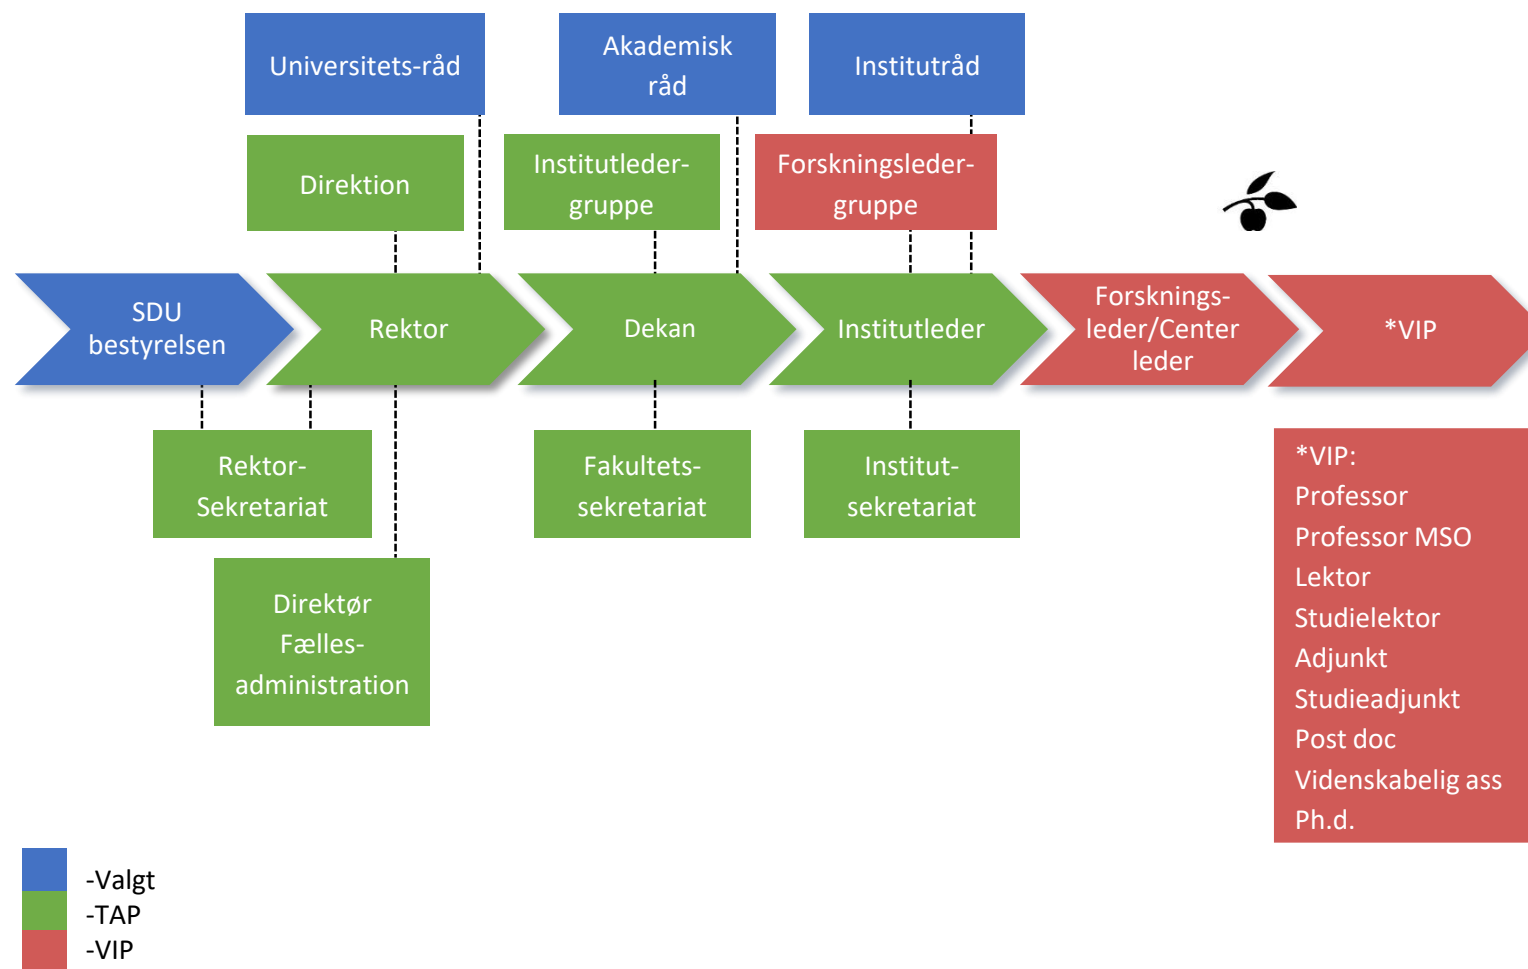 Universitets-råd
Akademisk
råd
Institutråd
Direktion
Institutleder-
gruppe
Forskningsleder-
gruppe
SDU
bestyrelsen
Rektor
Dekan
Institutleder
Forsknings-
leder/Center
leder
*VIP
Rektor-
Sekretariat
Fakultets-
sekretariat
Institut-
sekretariat
Direktør
Fælles-
administration
*VIP:
Professor
Professor MSO
Lektor
Studielektor
Adjunkt
Studieadjunkt
Post doc
Videnskabelig ass
Ph.d.
-Valgt
-TAP
-VIP